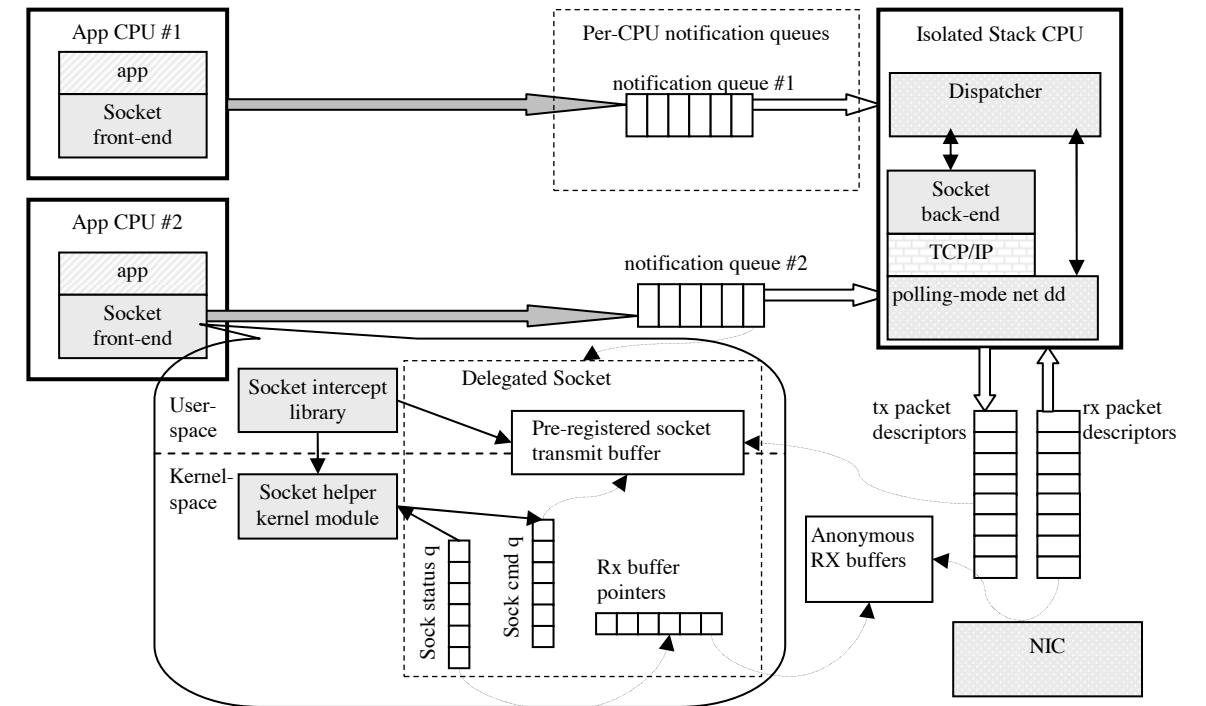 App CPU #1
app
Socket
front-end
Per-CPU notification queues
notification queue #1
Isolated Stack CPU
Dispatcher
Socket
back-end
TCP/IP
polling-mode net dd
App CPU #2
app
Socket
front-end
notification queue #2
Delegated Socket
Socket intercept
library
User-
space
Kernel-
space
Socket helper
kernel module
Pre-registered socket
transmit buffer
Sock status q
Sock cmd q
Rx buffer
pointers
tx packet
descriptors
rx packet
descriptors
Anonymous
RX buffers
NIC